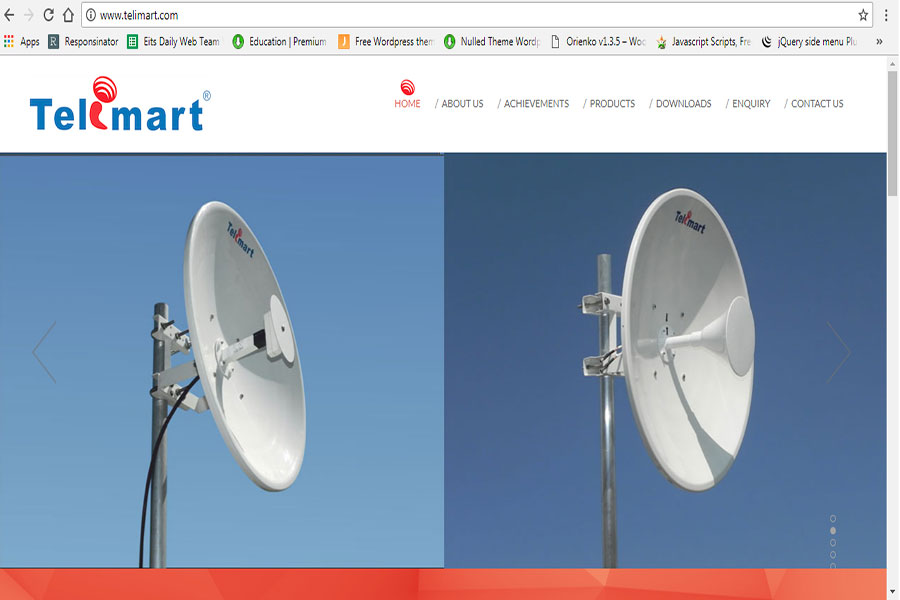 www.telimart.com
Apps Responsinator Eits Daily Web Team Education | Premium Free Wordpress them Nulled Theme Wordp Orienko v1.3.5 – Woo Javascript Scripts, Fre jQuery side menu Plu »
Telimart®
HOME / ABOUT US / ACHIEVEMENTS / PRODUCTS / DOWNLOADS / ENQUIRY / CONTACT US
Telimart
Telimart